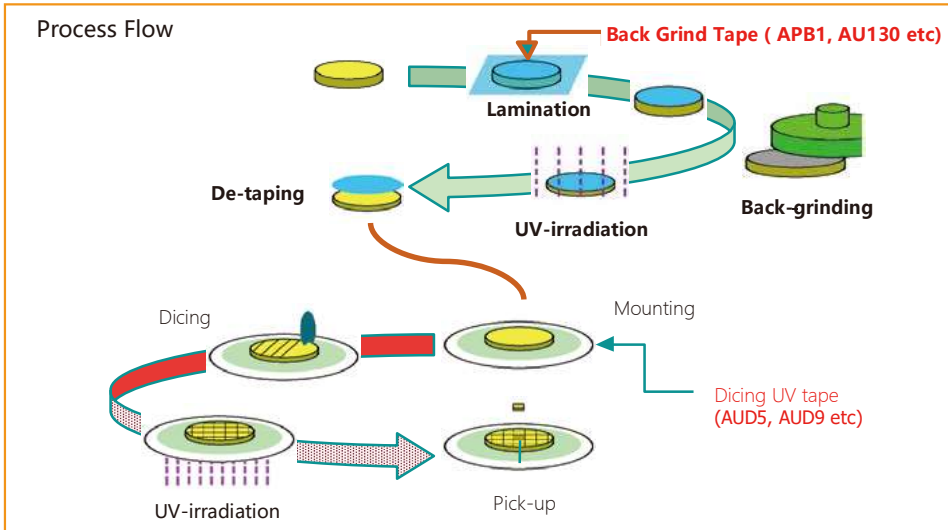 Process Flow
Back Grind Tape ( APB1, AU130 etc)
Lamination
De-taping
UV-irradiation
Back-grinding
Dicing
Mounting
Dicing UV tape
(AUD5, AUD9 etc)
UV-irradiation
Pick-up